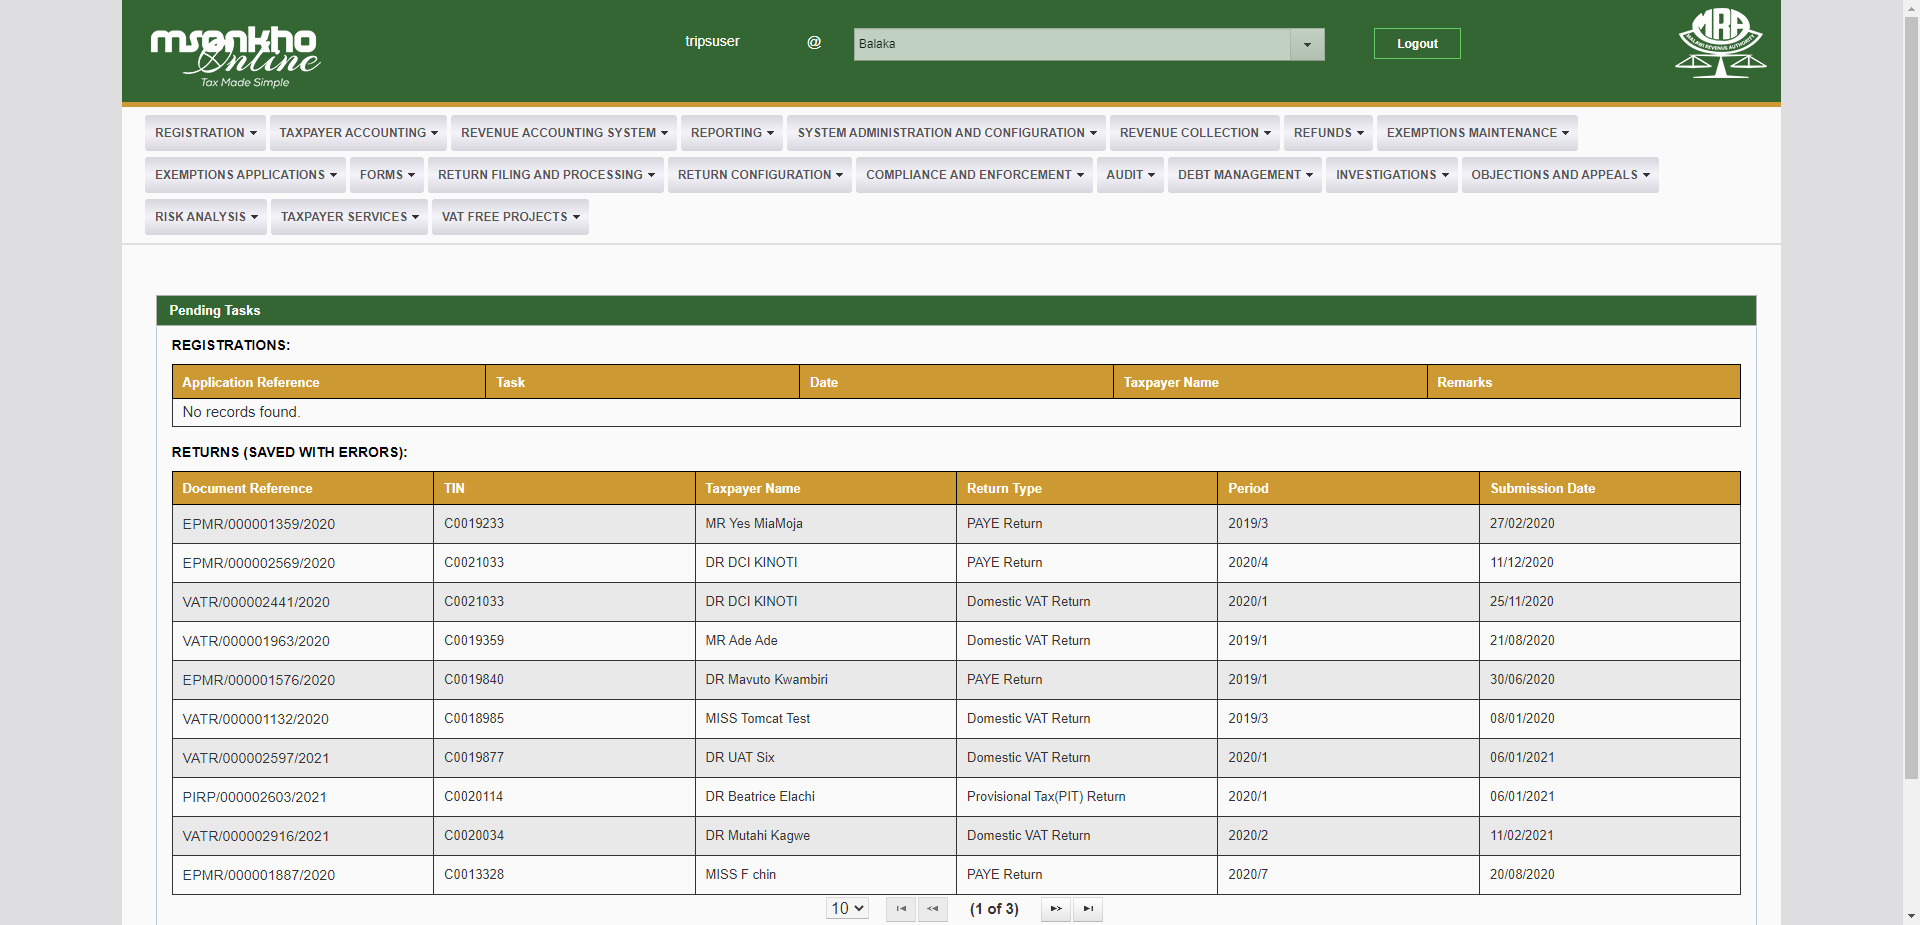 msonkho
Online
Tax Made Simple
tripsuser @ Balaka Logout
MRA
MALAWI REVENUE AUTHORITY
REGISTRATION TAXPAYER ACCOUNTING REVENUE ACCOUNTING SYSTEM REPORTING SYSTEM ADMINISTRATION AND CONFIGURATION REVENUE COLLECTION REFUNDS EXEMPTIONS MAINTENANCE
EXEMPTIONS APPLICATIONS FORMS RETURN FILING AND PROCESSING RETURN CONFIGURATION COMPLIANCE AND ENFORCEMENT AUDIT DEBT MANAGEMENT INVESTIGATIONS OBJECTIONS AND APPEALS
RISK ANALYSIS TAXPAYER SERVICES VAT FREE PROJECTS
Pending Tasks
REGISTRATIONS:
Application Reference Task Date Taxpayer Name Remarks
No records found.
RETURNS (SAVED WITH ERRORS):
Document Reference TIN Taxpayer Name Return Type Period Submission Date
EPMR/000001359/2020 C0019233 MR Yes MiaMoja PAYE Return 2019/3 27/02/2020
EPMR/000002569/2020 C0021033 DR DCI KINOTI PAYE Return 2020/4 11/12/2020
VATR/000002441/2020 C0021033 DR DCI KINOTI Domestic VAT Return 2020/1 25/11/2020
VATR/000001963/2020 C0019359 MR Ade Ade Domestic VAT Return 2019/1 21/08/2020
EPMR/000001576/2020 C0019840 DR Mavuto Kwambiri PAYE Return 2019/1 30/06/2020
VATR/000001132/2020 C0018985 MISS Tomcat Test Domestic VAT Return 2019/3 08/01/2020
VATR/000002597/2021 C0019877 DR UAT Six Domestic VAT Return 2020/1 06/01/2021
PIRP/000002603/2021 C0020114 DR Beatrice Elachi Provisional Tax(PIT) Return 2020/1 06/01/2021
VATR/000002916/2021 C0020034 DR Mutahi Kagwe Domestic VAT Return 2020/2 11/02/2021
EPMR/000001887/2020 C0013328 MISS F chin PAYE Return 2020/7 20/08/2020
10 (1 of 3)